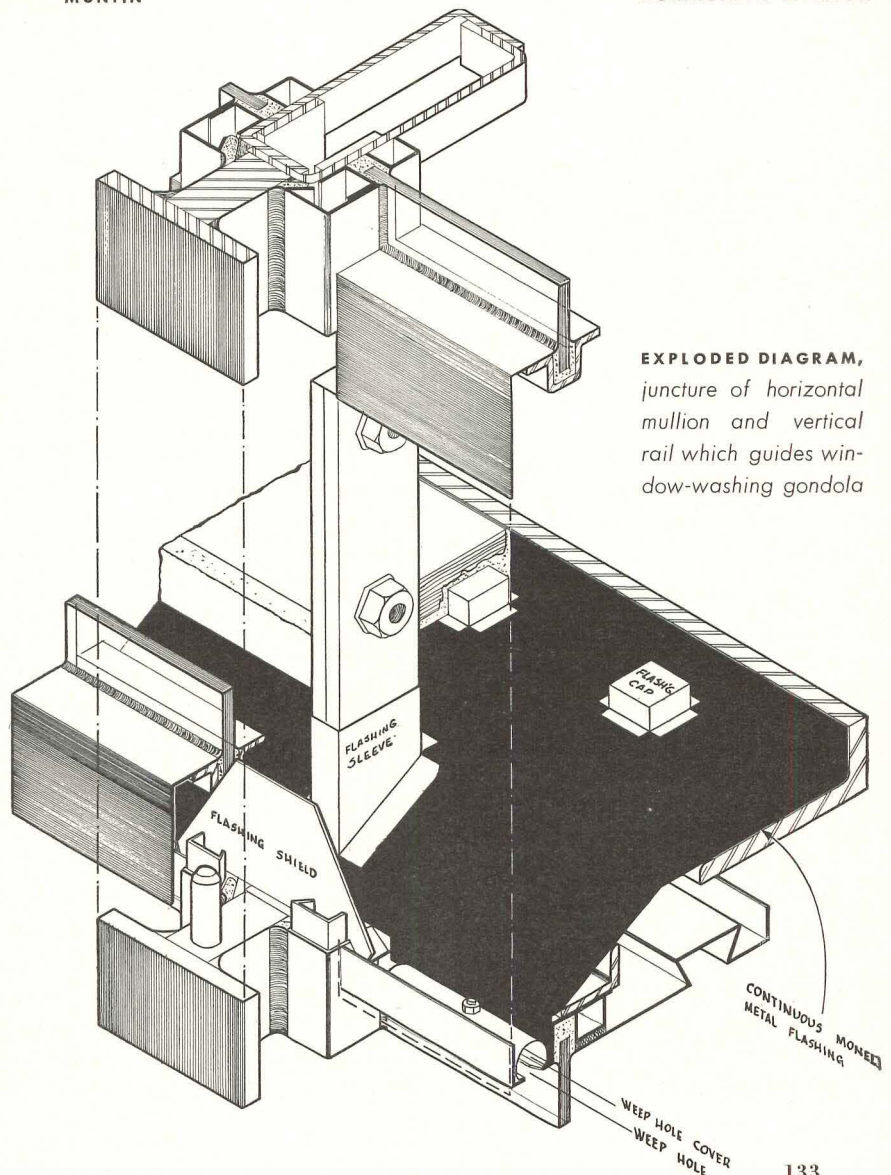 MUNTIN
EXPLODED DIAGRAM,
juncture of horizontal
mullion and vertical
rail which guides win-
dow-washing gondola
FLASH'G
CAP
FLASHING
SLEEVE
FLASHING SHIELD
CONTINUOUS MONEL
METAL FLASHING
WEEP HOLE COVER
WEEP HOLE
133